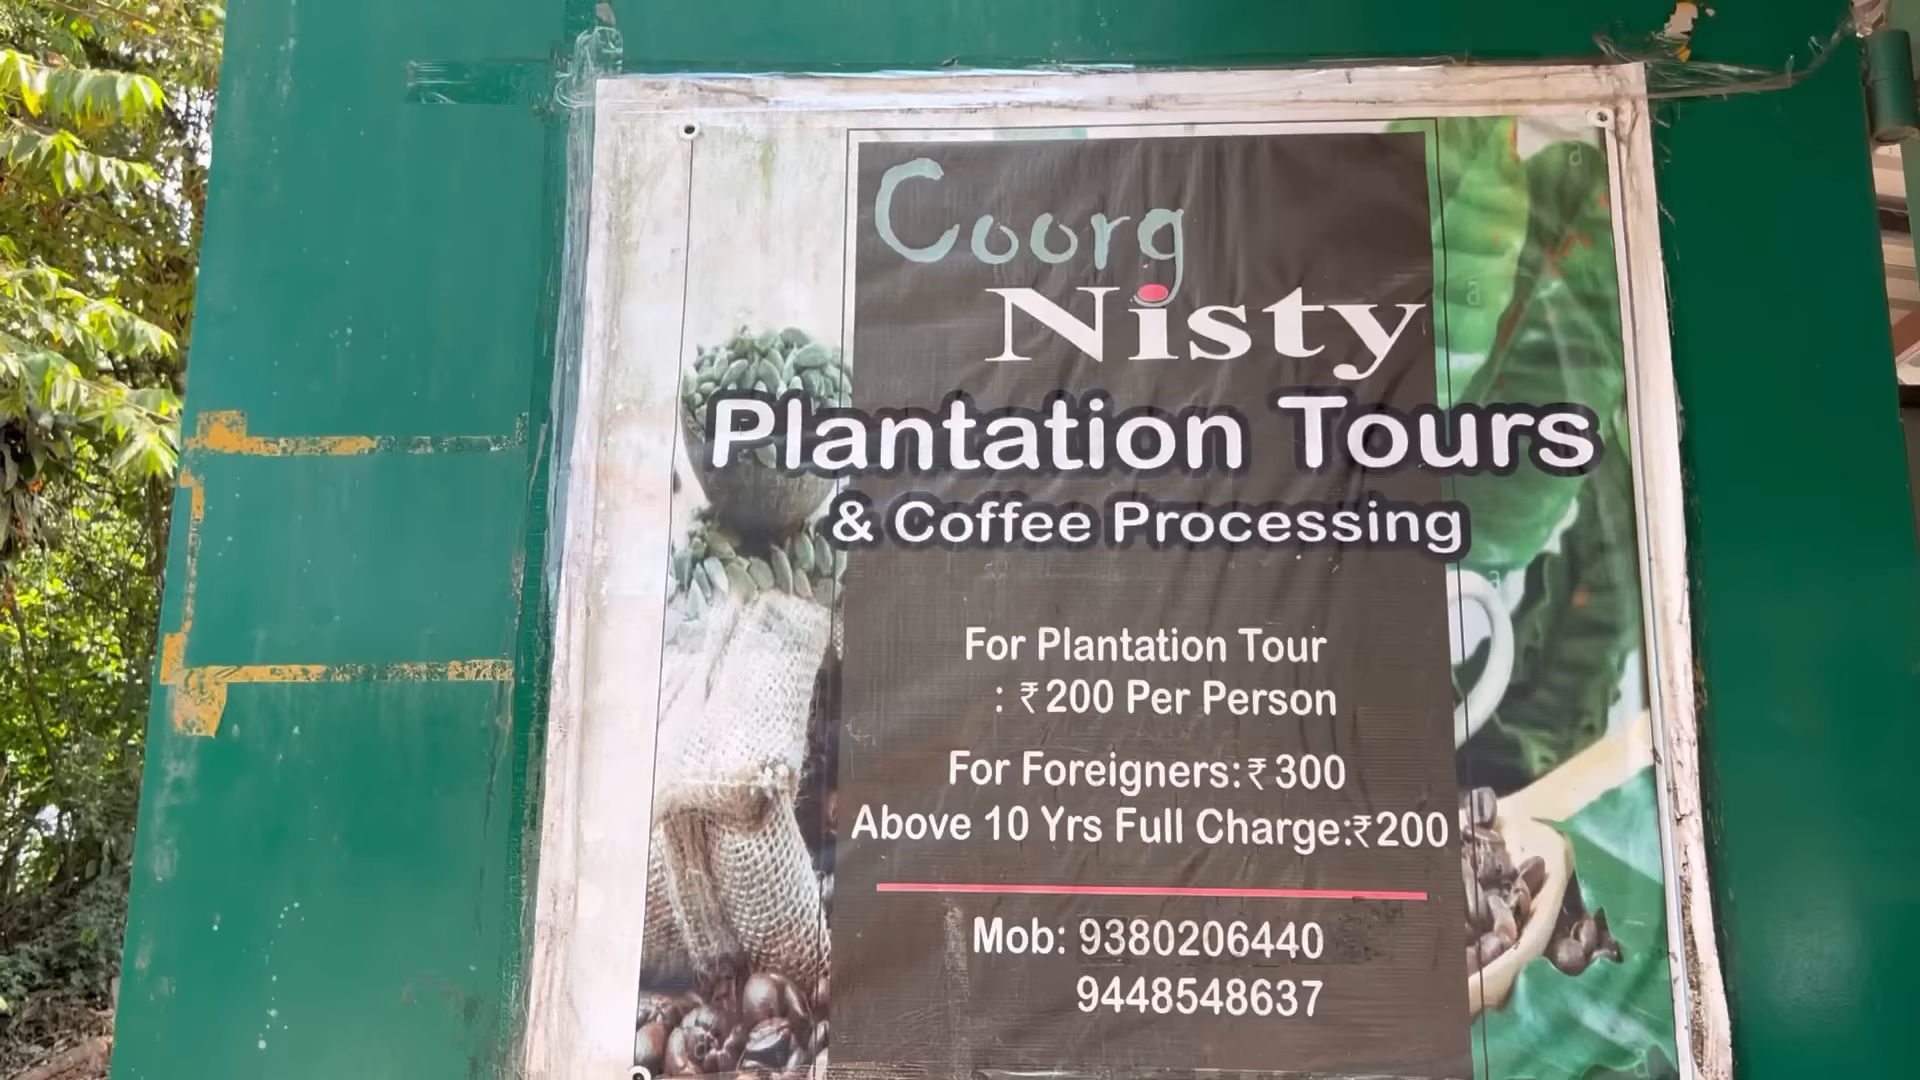 Coorg
Nisty
Plantation Tours
& Coffee Processing
For Plantation Tour
: ₹200 Per Person
For Foreigners:₹300
Above 10 Yrs Full Charge:₹200
Mob: 9380206440
9448548637